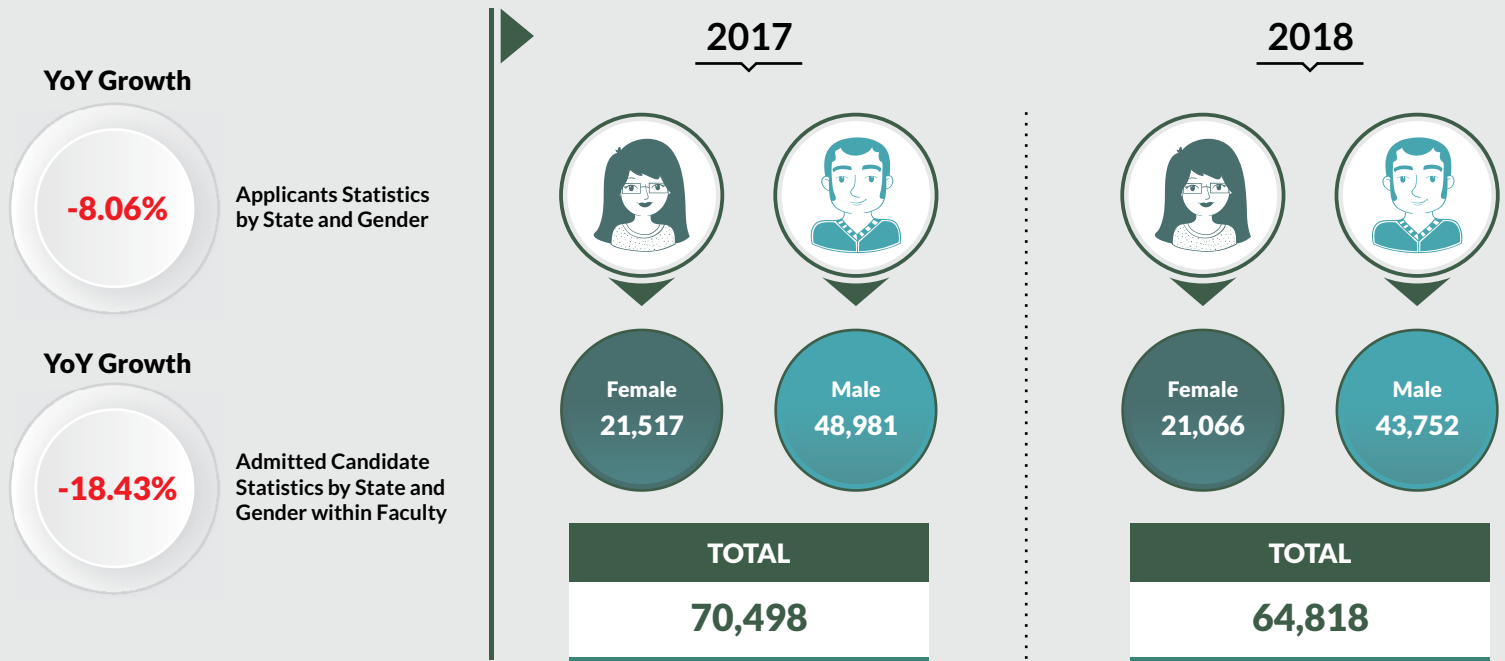 YoY Growth
-8.06%
Applicants Statistics
by State and Gender
YoY Growth
-18.43%
Admitted Candidate
Statistics by State and
Gender within Faculty
2017
Female
21,517
Male
48,981
TOTAL
70,498
2018
Female
21,066
Male
43,752
TOTAL
64,818